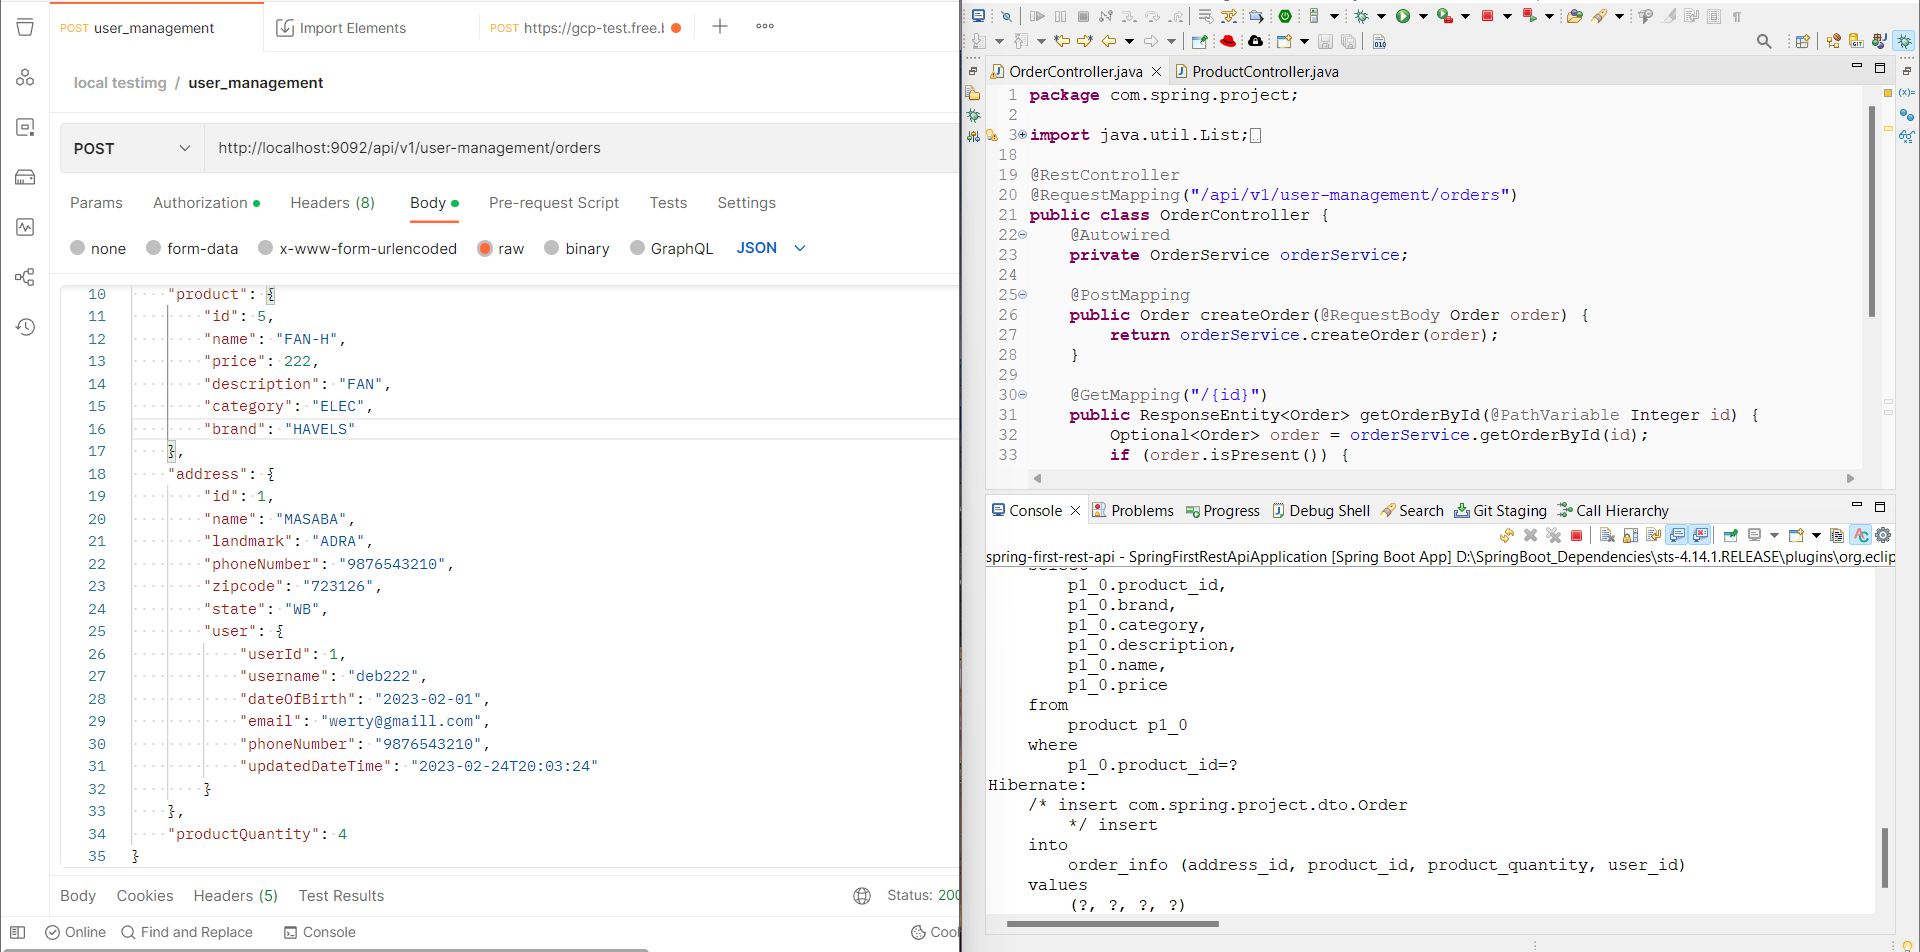 POST user_management
Import Elements
POST https://gcp-test.free.
local testimg / user_management
POST
http://localhost:9092/api/v1/user-management/orders
Params Authorization Headers (8) Body Pre-request Script Tests Settings
none form-data x-www-form-urlencoded raw binary GraphQL JSON
10 "product": {
11 "id": 5,
12 "name": "FAN-H",
13 "price": 222,
14 "description": "FAN",
15 "category": "ELEC",
16 "brand": "HAVELS"
17 },
18 "address": {
19 "id": 1,
20 "name": "MASABA",
21 "landmark": "ADRA",
22 "phoneNumber": "9876543210",
23 "zipcode": "723126",
24 "state": "WB",
25 "user": {
26 "userId": 1,
27 "username": "deb222",
28 "dateOfBirth": "2023-02-01",
29 "email": "werty@gmaill.com",
30 "phoneNumber": "9876543210",
31 "updatedDateTime": "2023-02-24T20:03:24"
32 }
33 },
34 "productQuantity": 4
35 }
Body Cookies Headers (5) Test Results
Status: 200
Online Find and Replace Console
Cool
OrderController.java
ProductController.java
1 package com.spring.project;
2
3 import java.util.List;
18
19 @RestController
20 @RequestMapping("/api/v1/user-management/orders")
21 public class OrderController {
22 @Autowired
23 private OrderService orderService;
24
25 @PostMapping
26 public Order createOrder(@RequestBody Order order) {
27 return orderService.createOrder(order);
28 }
29
30 @GetMapping("/{id}")
31 public ResponseEntity<Order> getOrderById(@PathVariable Integer id) {
32 Optional<Order> order = orderService.getOrderById(id);
33 if (order.isPresent()) {
Console Problems Progress Debug Shell Search Git Staging Call Hierarchy
spring-first-rest-api - SpringFirstRestApiApplication [Spring Boot App] D:\SpringBoot_Dependencies\sts-4.14.1.RELEASE\plugins\org.eclip
select
p1_0.product_id,
p1_0.brand,
p1_0.category,
p1_0.description,
p1_0.name,
p1_0.price
from
product p1_0
where
p1_0.product_id=?
Hibernate:
/* insert com.spring.project.dto.Order
*/ insert
into
order_info (address_id, product_id, product_quantity, user_id)
values
(?, ?, ?, ?)